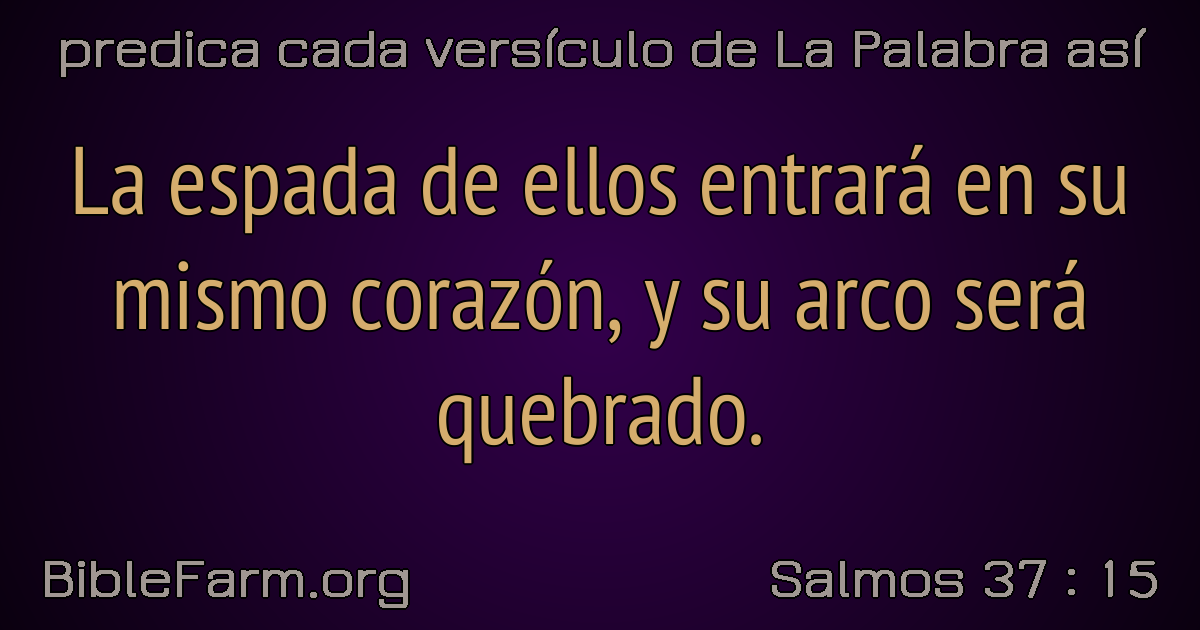 predica cada versículo de La Palabra así
La espada de ellos entrará en su
mismo corazón, y su arco será
quebrado.
BibleFarm.org
Salmos 37 : 15